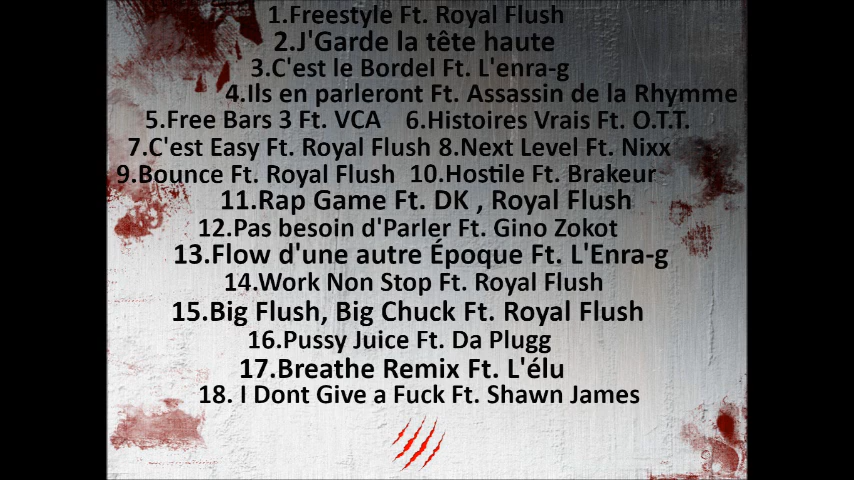 1.Freestyle Ft. Royal Flush
2.J'Garde la tête haute
3.C'est le Bordel Ft. L'enra-g
4.Ils en parleront Ft. Assassin de la Rhymme
5.Free Bars 3 Ft. VCA 6.Histoires Vrais Ft. O.T.T.
7.C'est Easy Ft. Royal Flush 8.Next Level Ft. Nixx
9.Bounce Ft. Royal Flush 10.Hostile Ft. Brakeur
11.Rap Game Ft. DK , Royal Flush
12.Pas besoin d'Parler Ft. Gino Zokot
13.Flow d'une autre Époque Ft. L'Enra-g
14.Work Non Stop Ft. Royal Flush
15.Big Flush, Big Chuck Ft. Royal Flush
16.Pussy Juice Ft. Da Plugg
17.Breathe Remix Ft. L'élu
18. I Dont Give a Fuck Ft. Shawn James